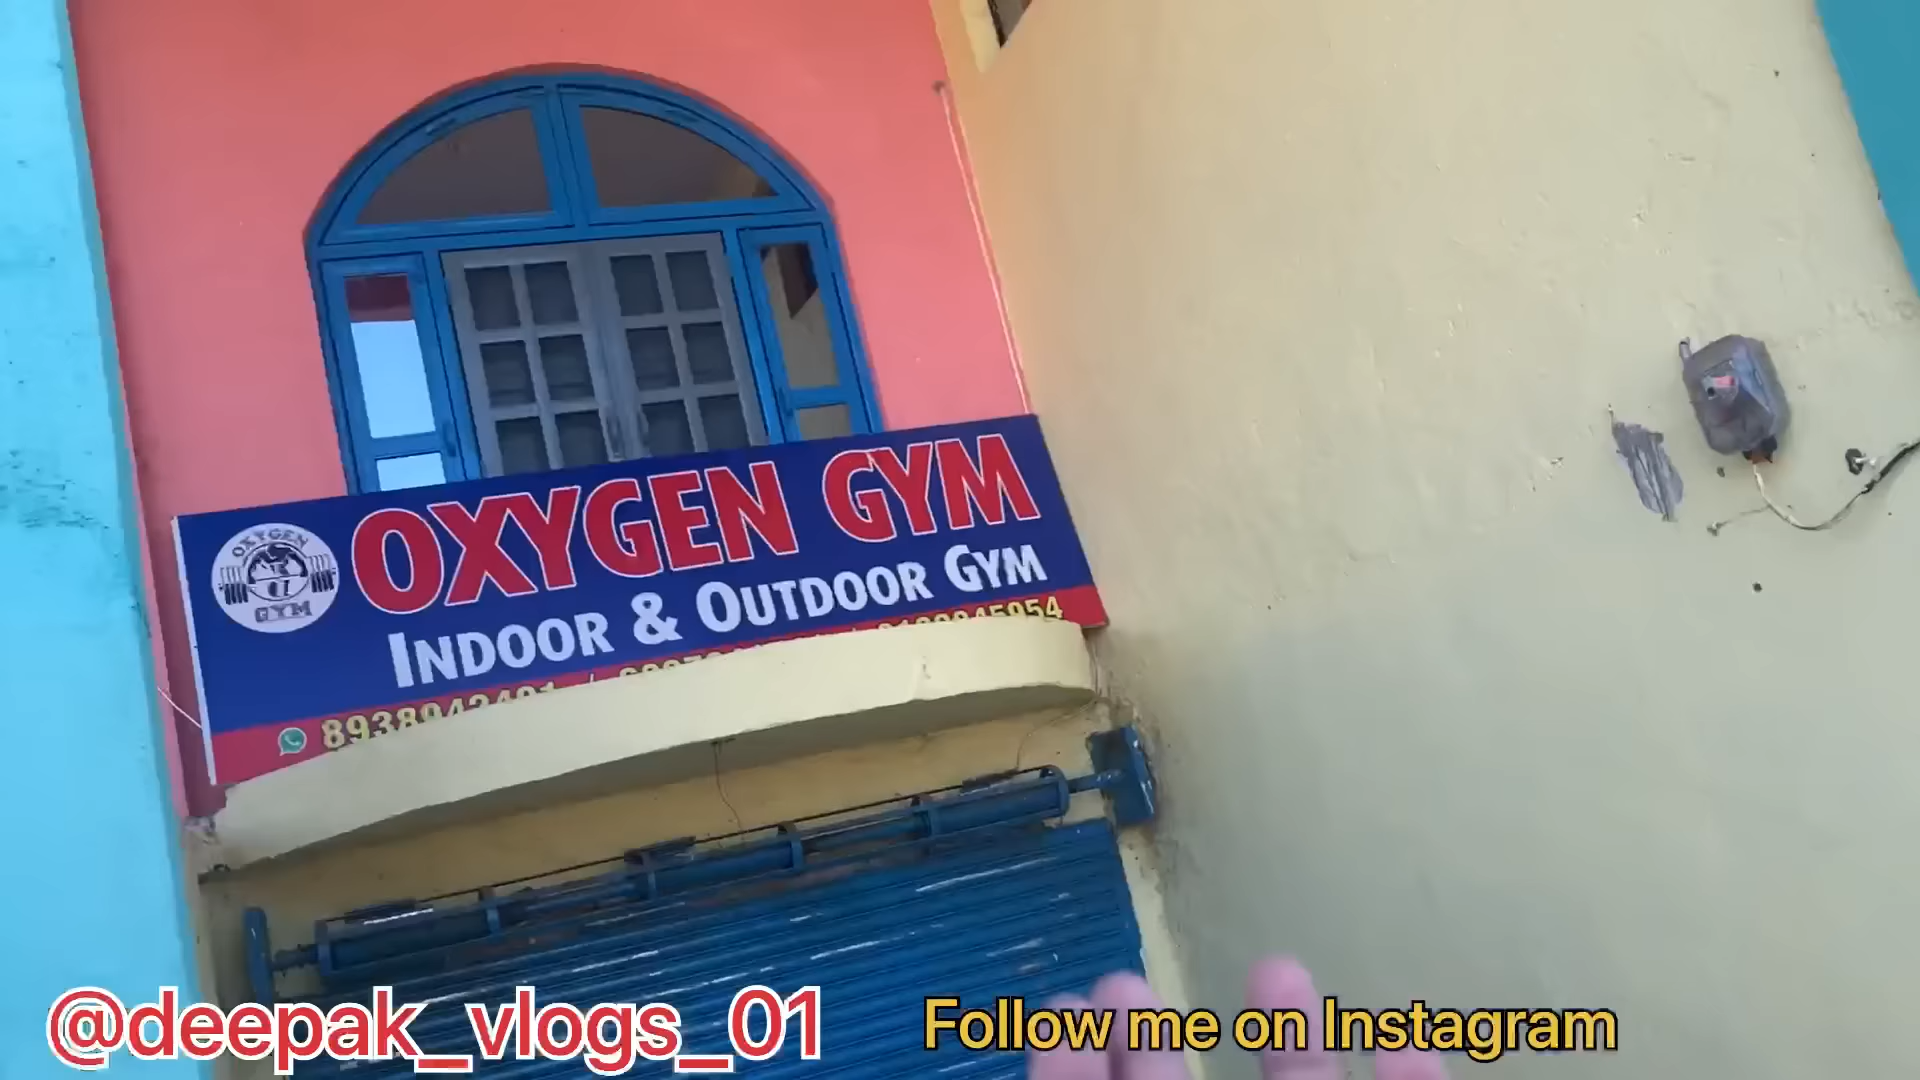 OXYGEN GYM
OXYGEN GYM
INDOOR & OUTDOOR GYM
@deepak_vlogs_01 Follow me on Instagram